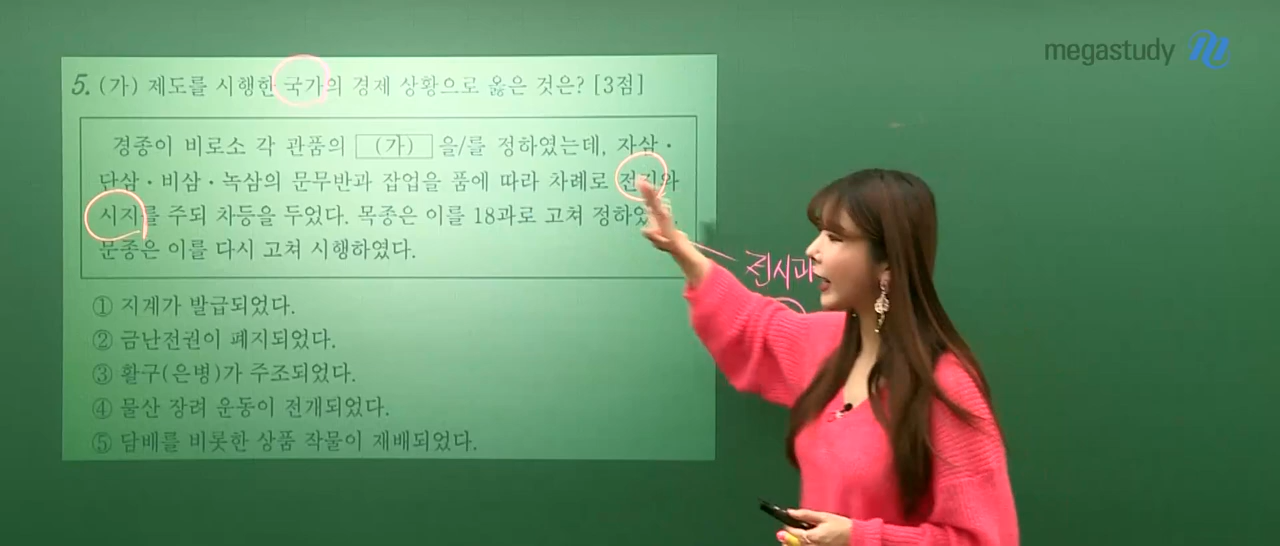 megastudy
5. (가) 제도를 시행한 국가의 경제 상황으로 옳은 것은? [3점]
경종이 비로소 각 관품의 (가) 을/를 정하였는데, 자삼·
단삼·비삼·녹삼의 문무반과 잡업을 품에 따라 차례로 전지와
시지를 주되 차등을 두었다. 목종은 이를 18과로 고쳐 정하였
문종은 이를 다시 고쳐 시행하였다.
전시과
① 지계가 발급되었다.
② 금난전권이 폐지되었다.
③ 활구(은병)가 주조되었다.
④ 물산 장려 운동이 전개되었다.
⑤ 담배를 비롯한 상품 작물이 재배되었다.